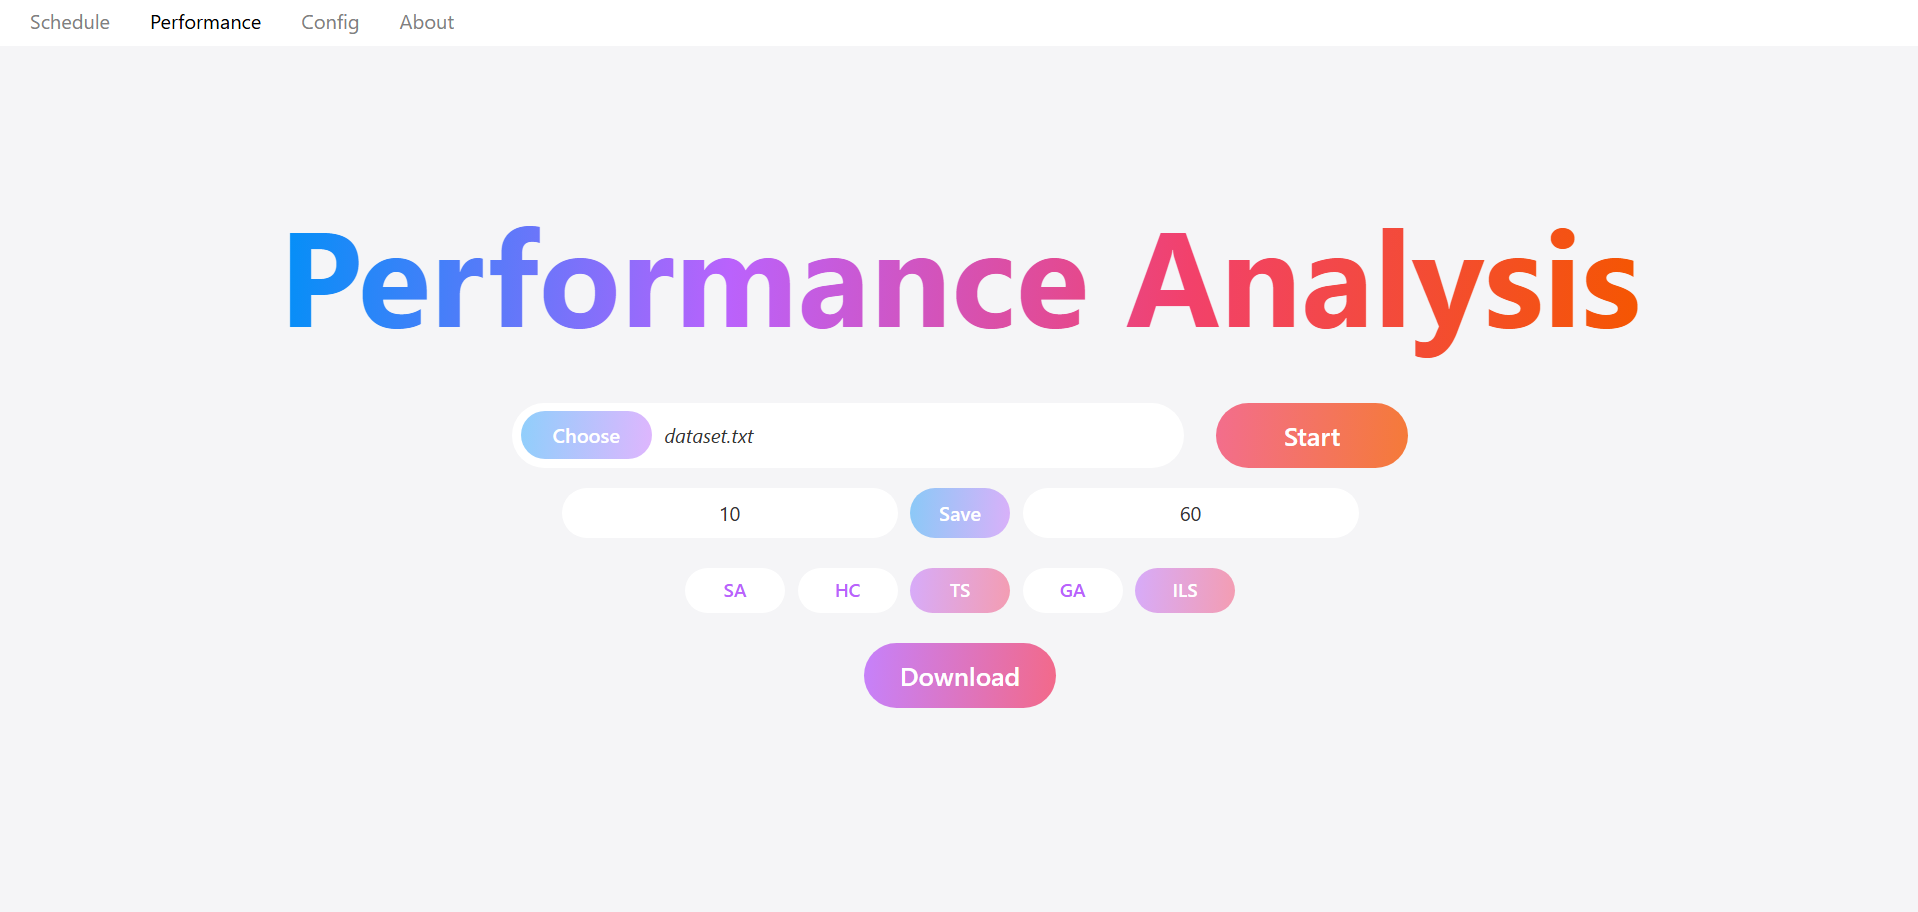 Schedule Performance Config About
Performance Analysis
Choose dataset.txt Start
10 Save 60
SA HC TS GA ILS
Download